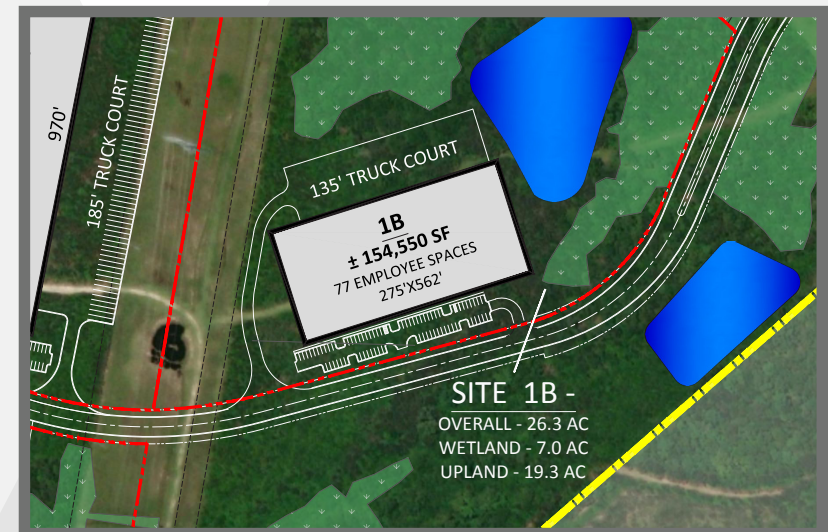 970'
185' TRUCK COURT
135' TRUCK COURT
1B
± 154,550 SF
77 EMPLOYEE SPACES
275'X562'
SITE 1B -
OVERALL - 26.3 AC
WETLAND - 7.0 AC
UPLAND - 19.3 AC